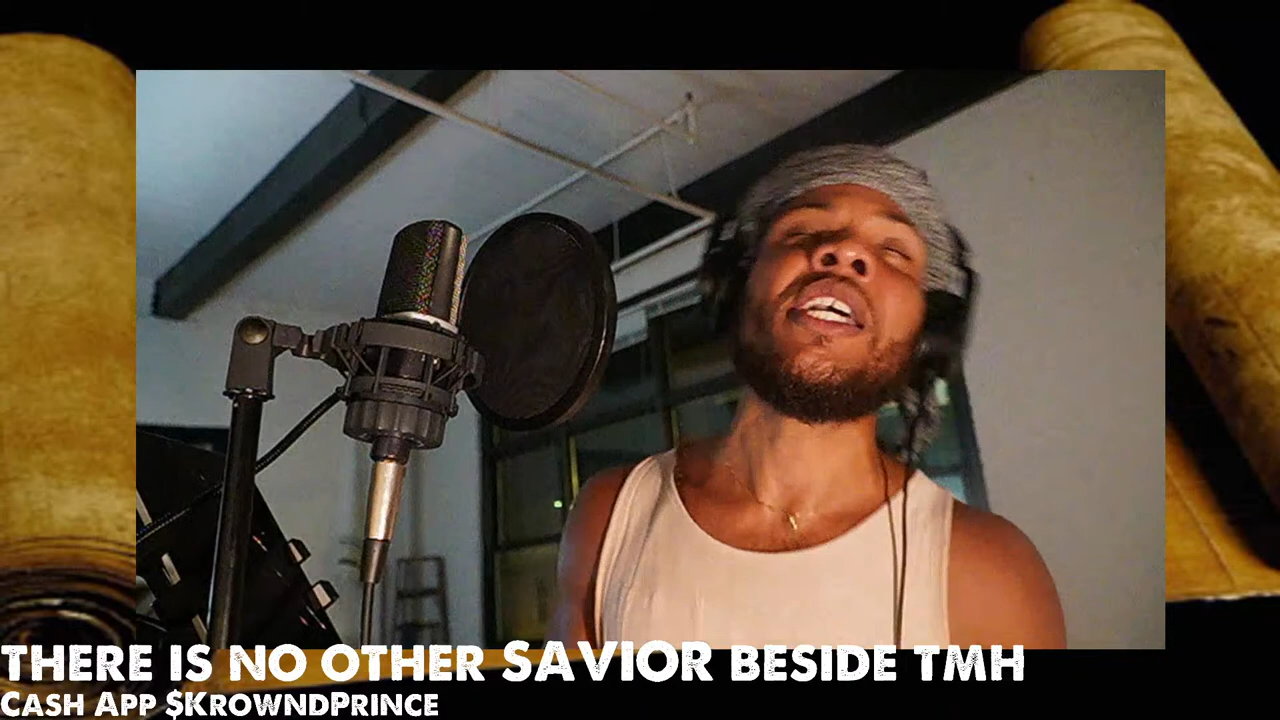 THERE IS NO OTHER SAVIOR BESIDE TMH
CASH APP $KROWNDPRINCE